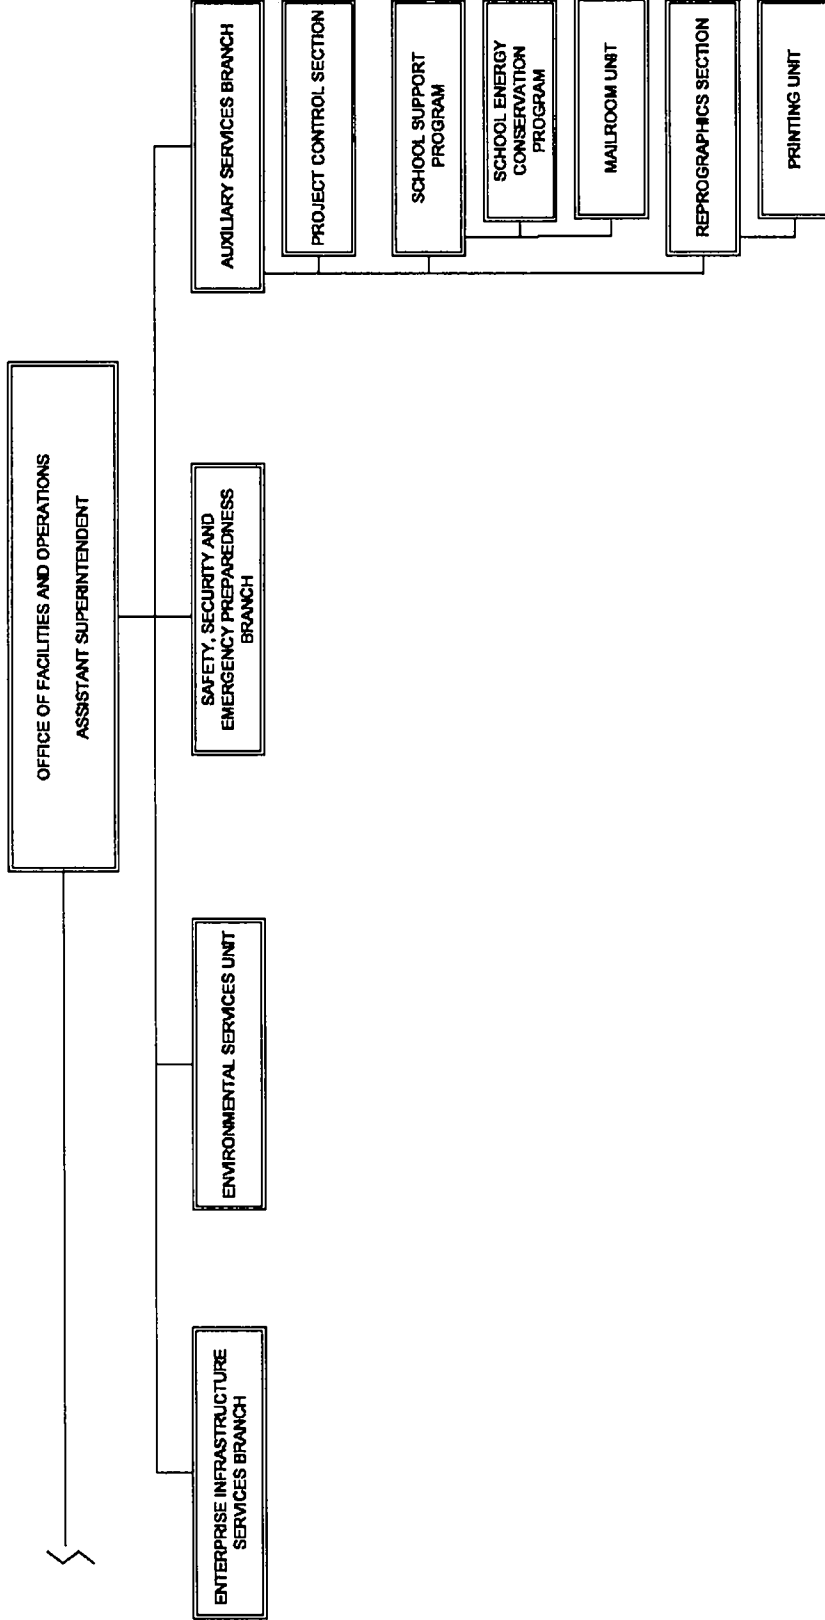 OFFICE OF FACILITIES AND OPERATIONS
ASSISTANT SUPERINTENDENT
ENTERPRISE INFRASTRUCTURE
SERVICES BRANCH
ENVIRONMENTAL SERVICES UNIT
SAFETY, SECURITY AND
EMERGENCY PREPAREDNESS
BRANCH
AUXILIARY SERVICES BRANCH
PROJECT CONTROL SECTION
SCHOOL SUPPORT
PROGRAM
SCHOOL ENERGY
CONSERVATION
PROGRAM
MAILROOM UNIT
REPROGRAPHICS SECTION
PRINTING UNIT